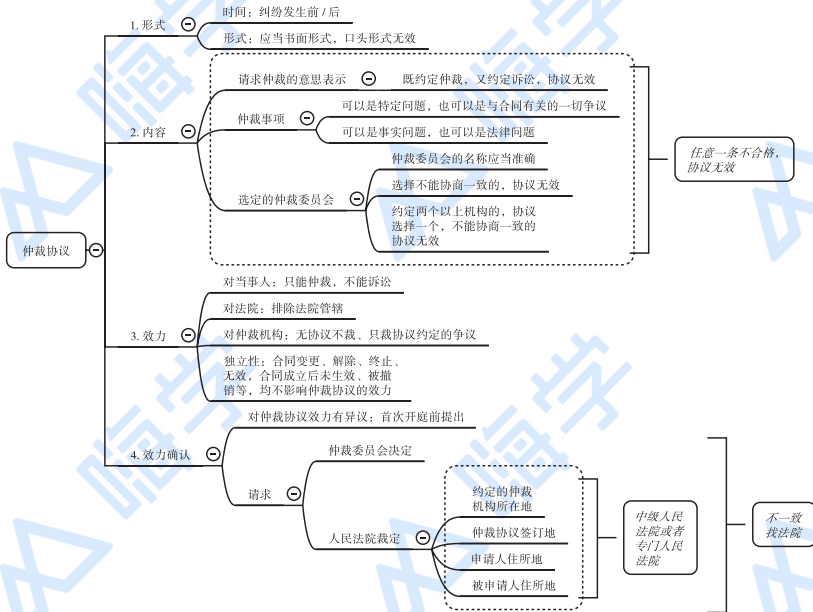 仲裁协议
1. 形式
时间：纠纷发生前 / 后
形式：应当书面形式，口头形式无效
2. 内容
请求仲裁的意思表示
既约定仲裁，又约定诉讼，协议无效
仲裁事项
可以是特定问题，也可以是与合同有关的一切争议
可以是事实问题，也可以是法律问题
选定的仲裁委员会
仲裁委员会的名称应当准确
选择不能协商一致的，协议无效
约定两个以上机构的，协议
选择一个，不能协商一致的
协议无效
任意一条不合格，
协议无效
3. 效力
对当事人：只能仲裁，不能诉讼
对法院：排除法院管辖
对仲裁机构：无协议不裁、只裁协议约定的争议
独立性：合同变更、解除、终止、
无效，合同成立后未生效、被撤
销等，均不影响仲裁协议的效力
4. 效力确认
对仲裁协议效力有异议：首次开庭前提出
请求
仲裁委员会决定
人民法院裁定
约定的仲裁
机构所在地
仲裁协议签订地
申请人住所地
被申请人住所地
中级人民
法院或者
专门人民
法院
不一致
找法院
嗨学
嗨学
嗨学
嗨学